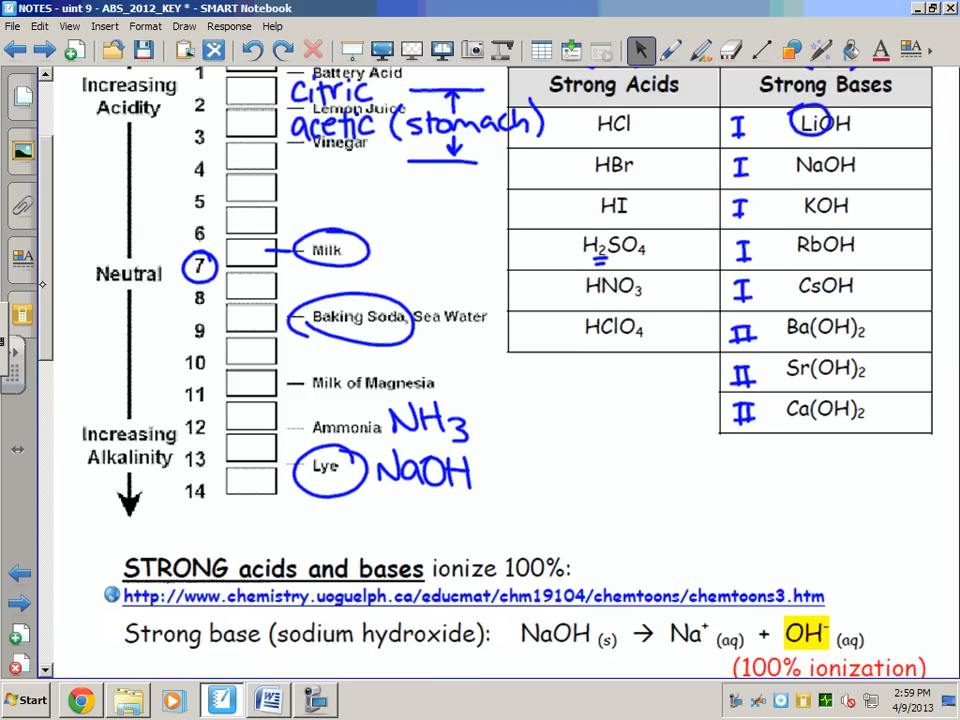 NOTES - uint 9 - ABS_2012_KEY * - SMART Notebook
File Edit View Insert Format Draw Response Help
Increasing
Acidity
Neutral
Increasing
Alkalinity
1 Battery Acid
citric
2 Lemon Juice
acetic (stomach)
3 Vinegar
4
5
6
7 Milk
8
9 Baking Soda, Sea Water
10
11 Milk of Magnesia
12 Ammonia NH3
13 Lye NaOH
14
Strong Acids Strong Bases
HCl I LiOH
HBr I NaOH
HI I KOH
H2SO4 I RbOH
HNO3 I CsOH
HClO4 II Ba(OH)2
II Sr(OH)2
II Ca(OH)2
STRONG acids and bases ionize 100%:
http://www.chemistry.uoguelph.ca/educmat/chm19104/chemtoons/chemtoons3.htm
Strong base (sodium hydroxide): NaOH (s) → Na+ (aq) + OH- (aq)
(100% ionization)
Start
2:59 PM
4/9/2013